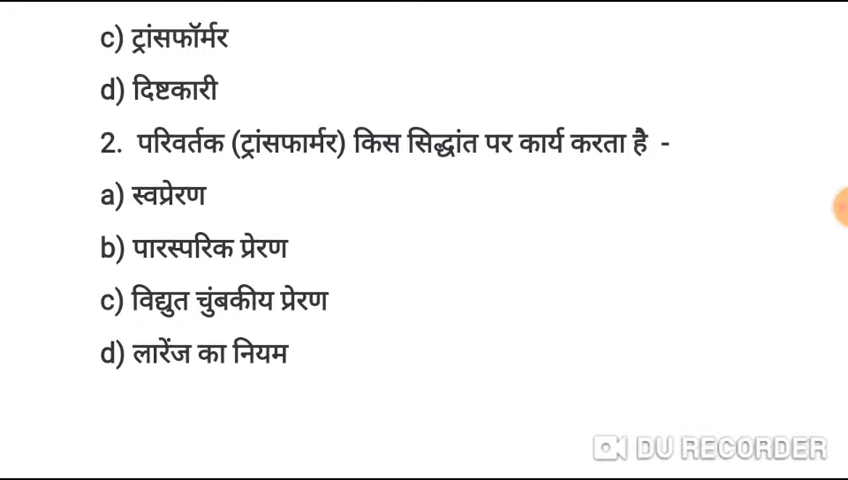 c) ट्रांसफॉर्मर
d) दिष्टकारी
2. परिवर्तक (ट्रांसफार्मर) किस सिद्धांत पर कार्य करता है -
a) स्वप्रेरण
b) पारस्परिक प्रेरण
c) विद्युत चुंबकीय प्रेरण
d) लारेंज का नियम
DU RECORDER